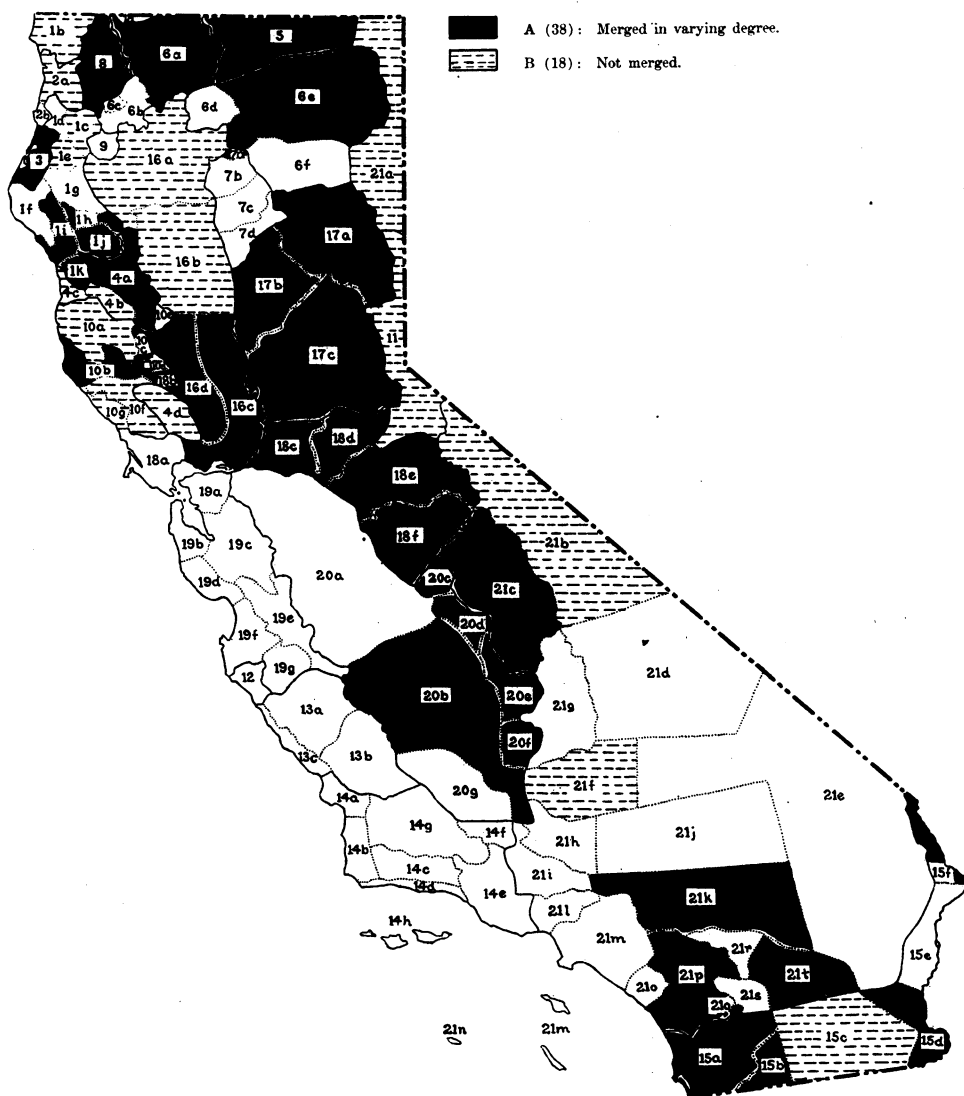 A (38): Merged in varying degree.
B (18): Not merged.
1b
8
6a
5
2a
6c
6b
6d
6e
2b
1d
1c
9
3
1e
16a
7a
7b
6f
21a
1g
1f
7c
1h
1i
1j
7d
17a
16b
1k
4a
17b
4c
4b
10a
11
17c
10b
16d
16c
10g
10f
4d
18c
18d
18a
18e
19a
18f
19b
19c
21b
20a
20c
21c
19d
19e
20d
19f
19g
12
21d
20b
20e
21g
13a
20f
13c
13b
21f
20g
21e
14a
14g
14f
21h
21j
14b
14c
21i
15f
14d
14e
21k
21l
14h
21m
21r
15e
21p
21t
21o
21s
21q
21n
21m
15c
15d
15a
15b